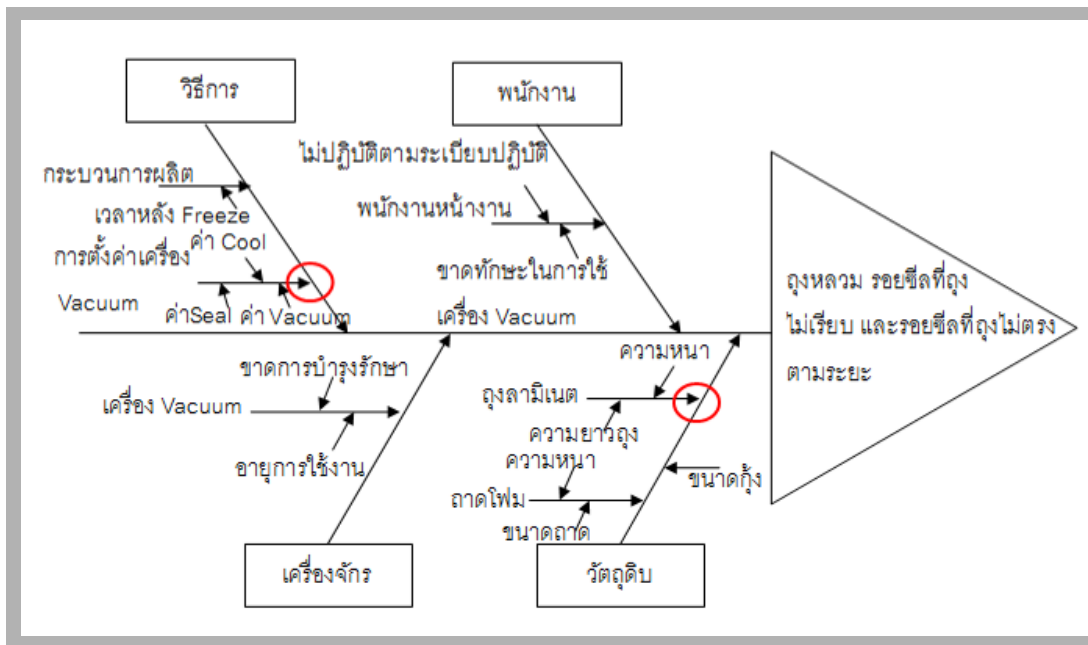 วิธีการ
พนักงาน
ไม่ปฏิบัติตามระเบียบปฏิบัติ
กระบวนการผลิต
พนักงานหน้างาน
เวลาหลัง Freeze
ค่า Cool
การตั้งค่าเครื่อง
Vacuum
ค่าSeal ค่า Vacuum
ขาดทักษะในการใช้
เครื่อง Vacuum
ถุงหลวม รอยซีลที่ถุง
ไม่เรียบ และรอยซีลที่ถุงไม่ตรง
ตามระยะ
ขาดการบำรุงรักษา
เครื่อง Vacuum
อายุการใช้งาน
ความหนา
ถุงลามิเนต
ความยาวถุง
ความหนา
ขนาดกุ้ง
ถาดโฟม
ขนาดถาด
เครื่องจักร
วัตถุดิบ